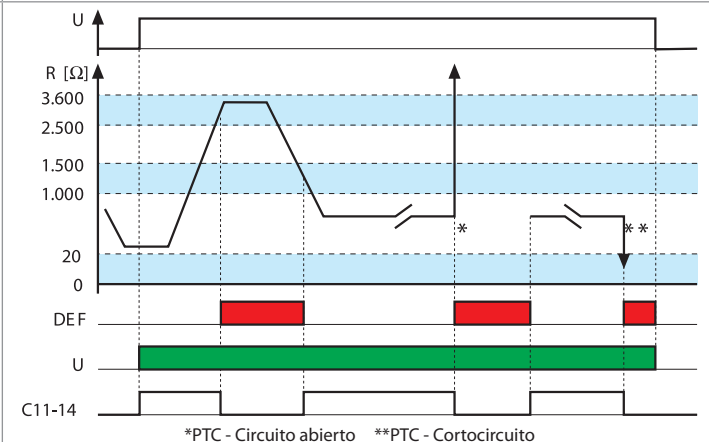 U
R [Ω]
3.600
2.500
1.500
1.000
*
**
20
0
DEF
U
C11-14
*PTC - Circuito abierto **PTC - Cortocircuito